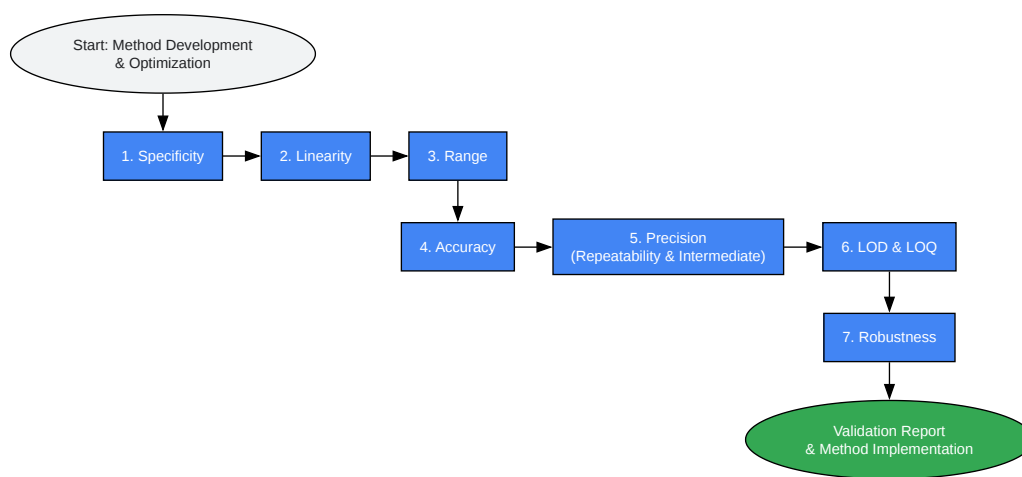 Start: Method Development
& Optimization
1. Specificity
2. Linearity
3. Range
4. Accuracy
5. Precision
(Repeatability & Intermediate)
6. LOD & LOQ
7. Robustness
Validation Report
& Method Implementation